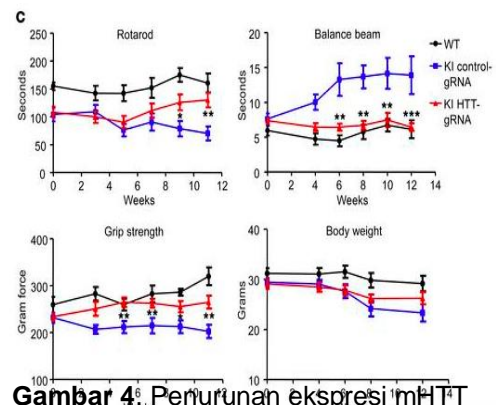 c
Rotarod
Seconds
250
200
150
100
50
0
* **
0 2 4 6 8 10 12
Weeks
Balance beam
Seconds
20
15
10
5
0
** ** ** ***
0 2 4 6 8 10 12 14
Weeks
WT
KI control-
gRNA
KI HTT-
gRNA
Grip strength
Gram force
400
300
200
100
** ** * **
Body weight
Grams
40
30
20
10
Gambar 4. Penurunan ekspresi mHTT